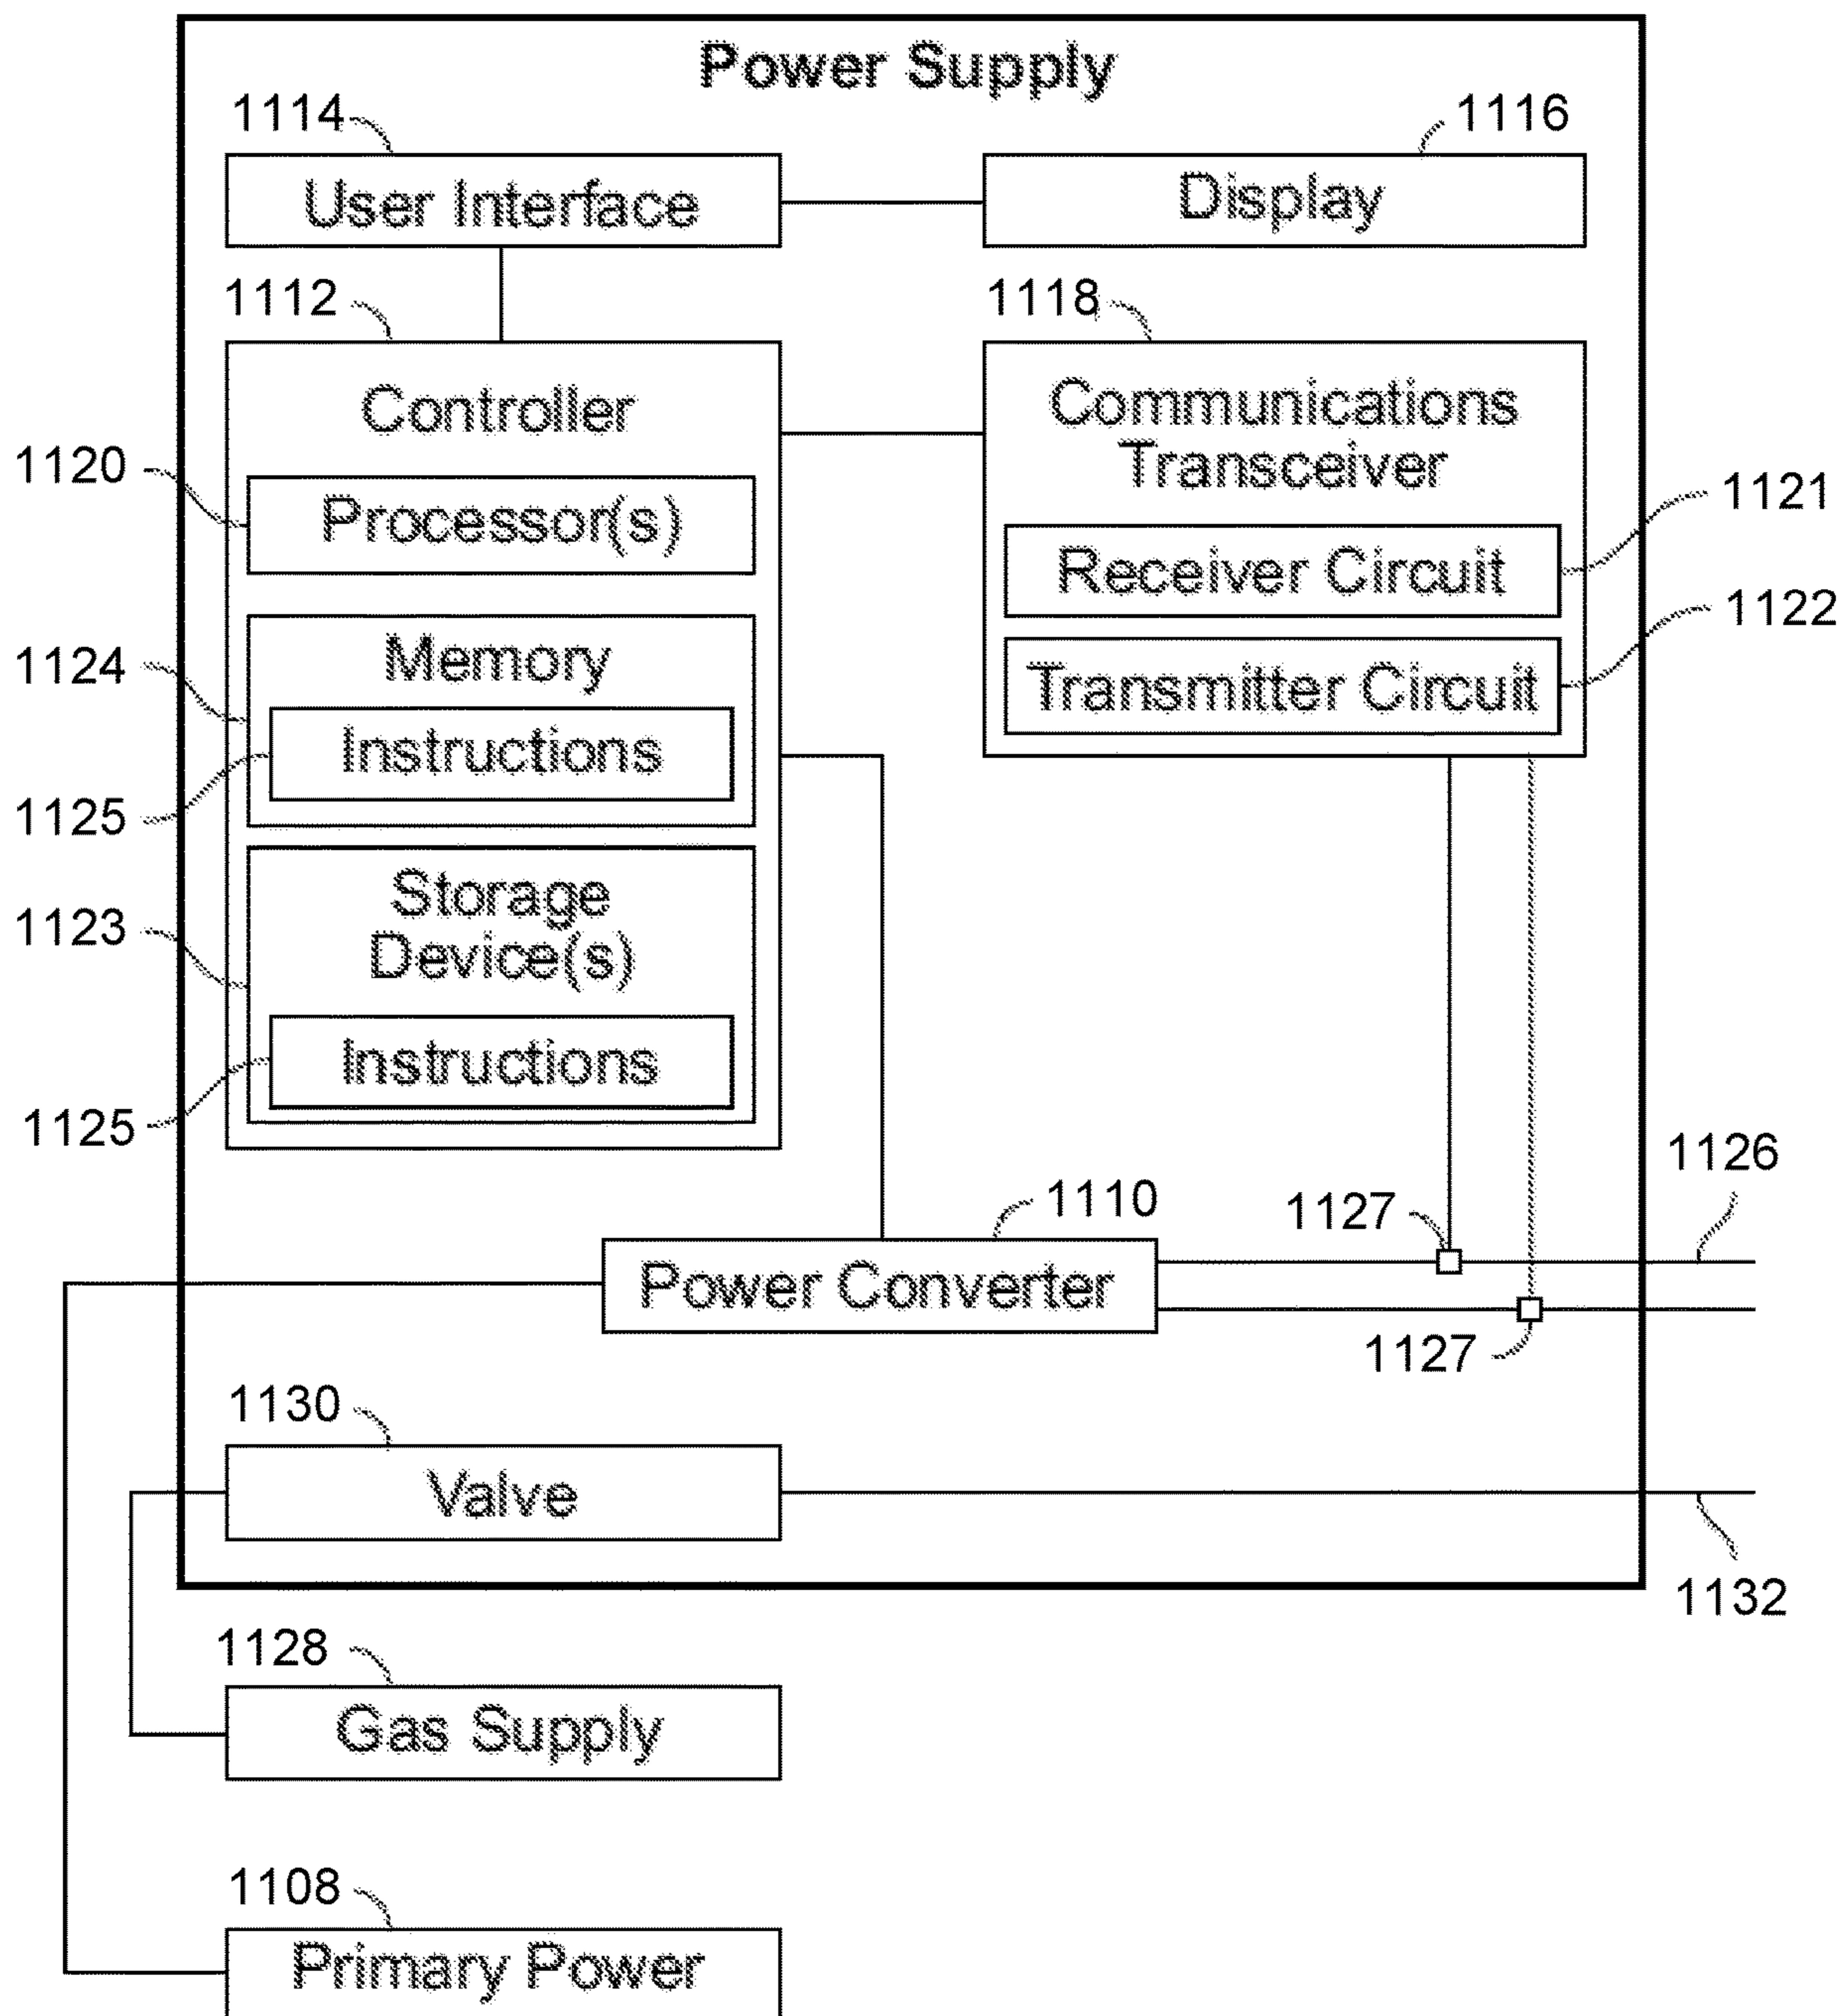 Power Supply
1114
1116
User Interface
Display
1112
1118
Controller
Communications
Transceiver
1120
Processor(s)
1121
Receiver Circuit
1122
1124
Memory
Transmitter Circuit
Instructions
1125
Storage
Device(s)
1123
Instructions
1125
1126
1110
1127
Power Converter
1127
1130
Valve
1132
1128
Gas Supply
1108
Primary Power